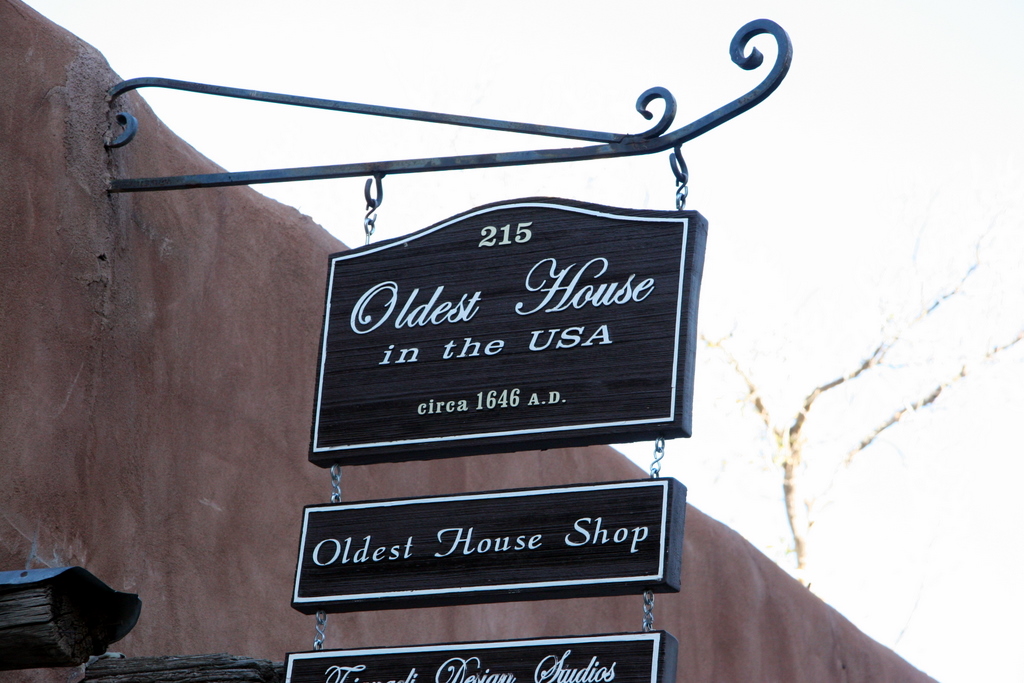 215
Oldest House
in the USA
circa 1646 A.D.
Oldest House Shop
Design Studios